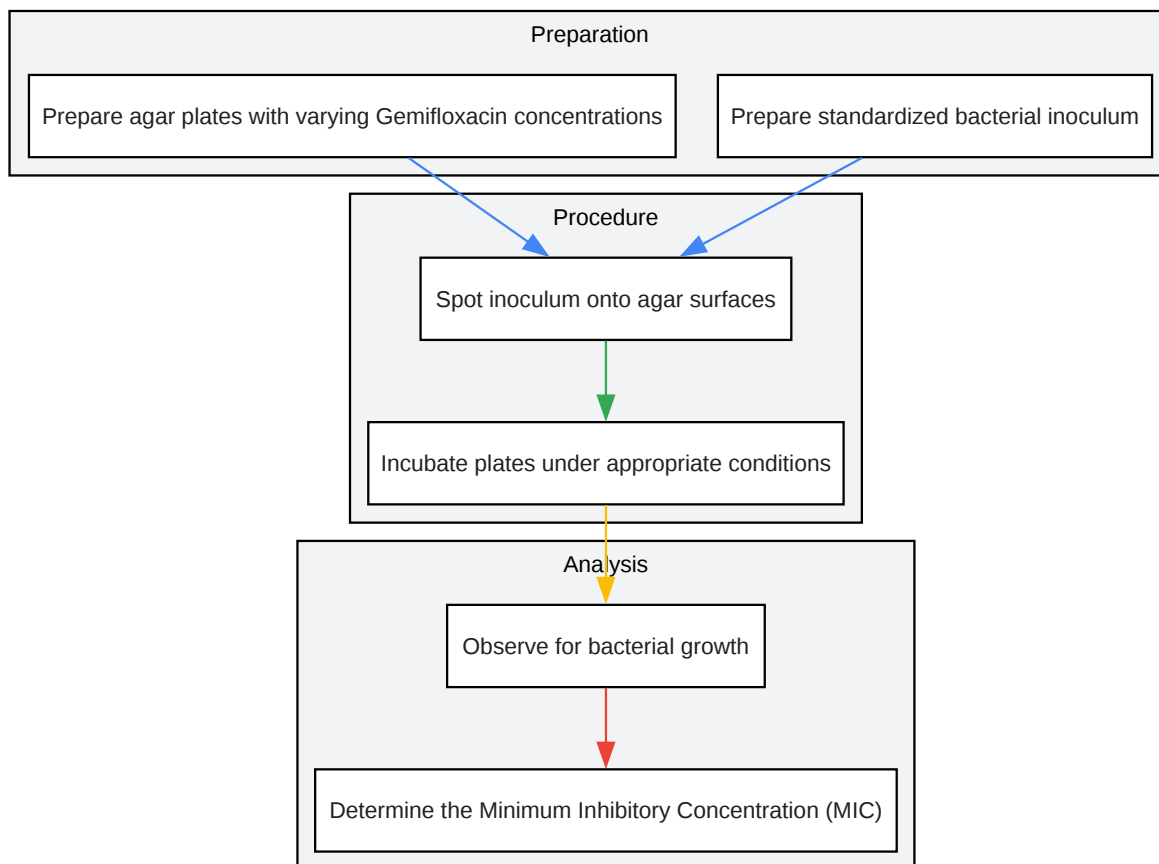 Preparation
Prepare agar plates with varying Gemifloxacin concentrations
Prepare standardized bacterial inoculum
Procedure
Spot inoculum onto agar surfaces
Incubate plates under appropriate conditions
Analysis
Observe for bacterial growth
Determine the Minimum Inhibitory Concentration (MIC)